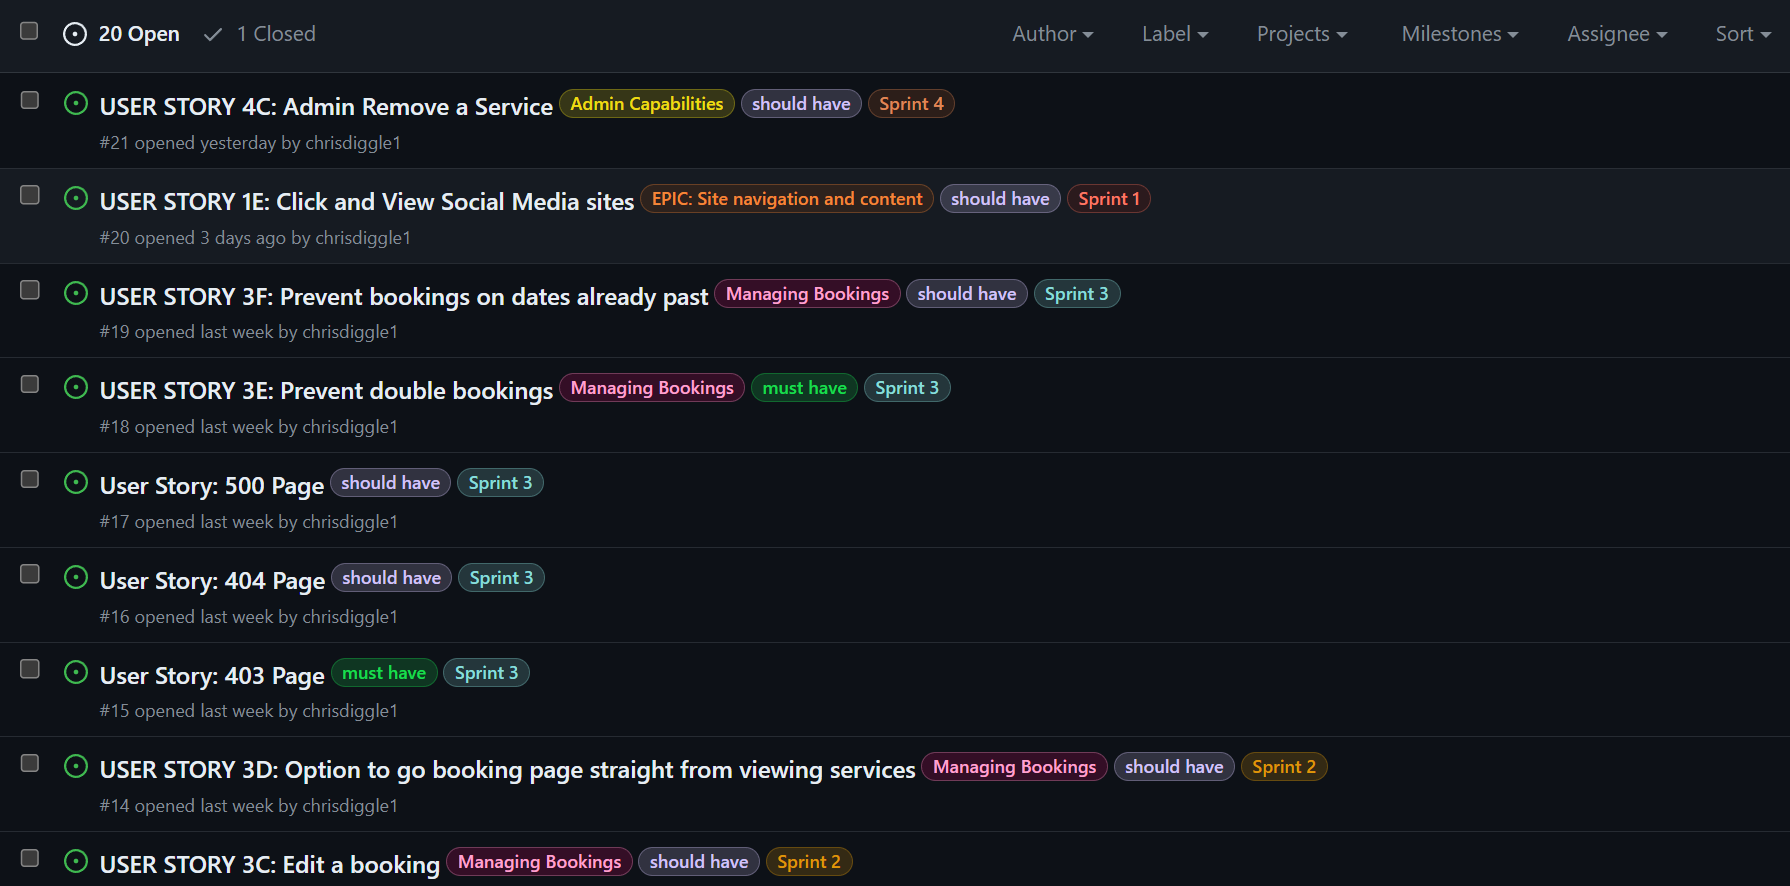 20 Open 1 Closed Author Label Projects Milestones Assignee Sort
USER STORY 4C: Admin Remove a Service Admin Capabilities should have Sprint 4
#21 opened yesterday by chrisdiggle1
USER STORY 1E: Click and View Social Media sites EPIC: Site navigation and content should have Sprint 1
#20 opened 3 days ago by chrisdiggle1
USER STORY 3F: Prevent bookings on dates already past Managing Bookings should have Sprint 3
#19 opened last week by chrisdiggle1
USER STORY 3E: Prevent double bookings Managing Bookings must have Sprint 3
#18 opened last week by chrisdiggle1
User Story: 500 Page should have Sprint 3
#17 opened last week by chrisdiggle1
User Story: 404 Page should have Sprint 3
#16 opened last week by chrisdiggle1
User Story: 403 Page must have Sprint 3
#15 opened last week by chrisdiggle1
USER STORY 3D: Option to go booking page straight from viewing services Managing Bookings should have Sprint 2
#14 opened last week by chrisdiggle1
USER STORY 3C: Edit a booking Managing Bookings should have Sprint 2